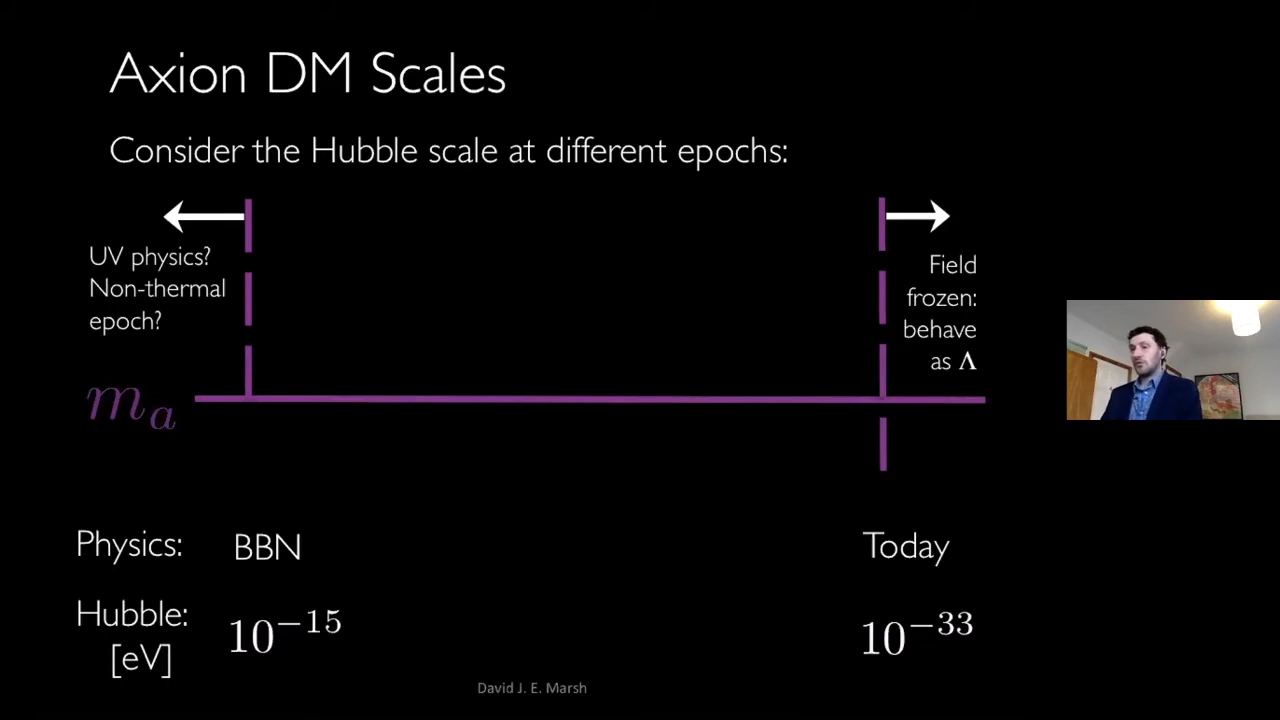 Axion DM Scales
Consider the Hubble scale at different epochs:
UV physics?
Non-thermal
epoch?
Field
frozen:
behave
as Λ
m_a
Physics: BBN Today
Hubble: 10^{-15} 10^{-33}
[eV]
David J. E. Marsh